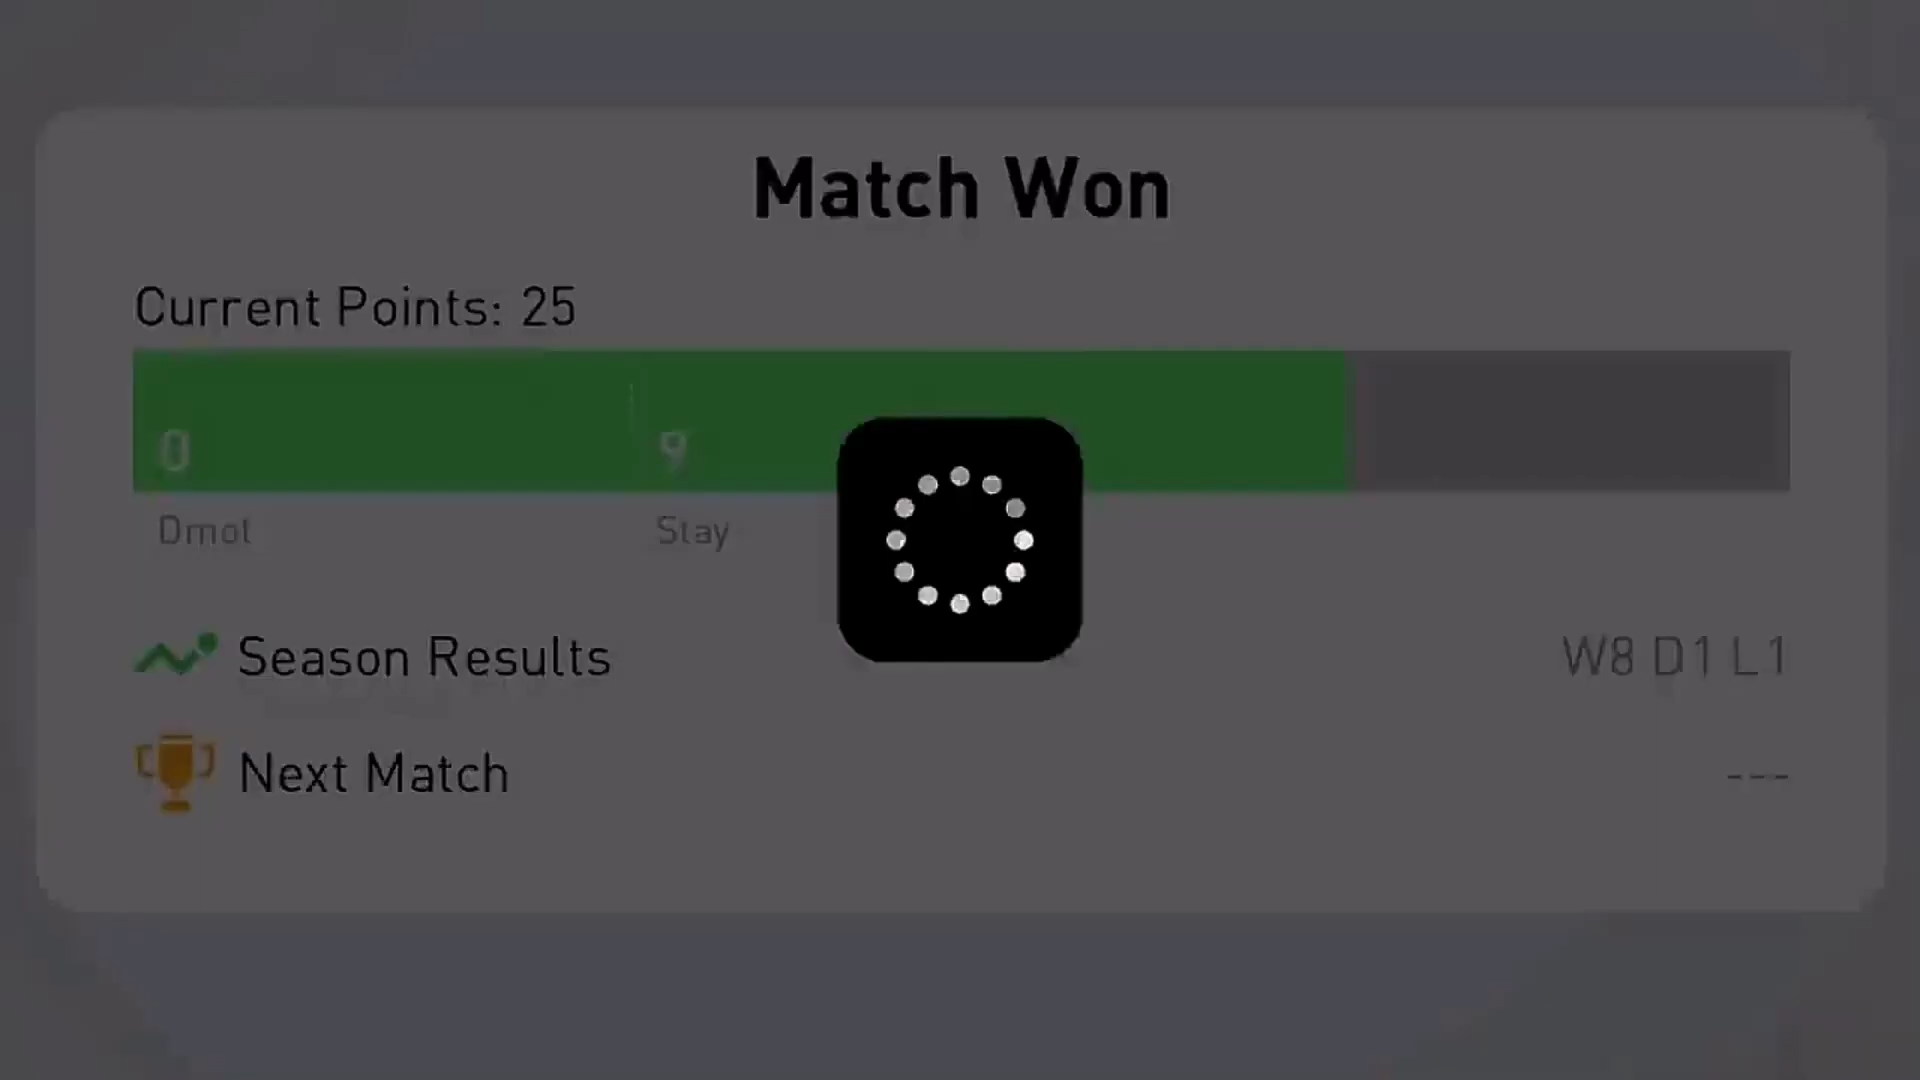 Match Won
Current Points: 25
0 9
Dmot Stay
Season Results W8 D1 L1
Next Match ---